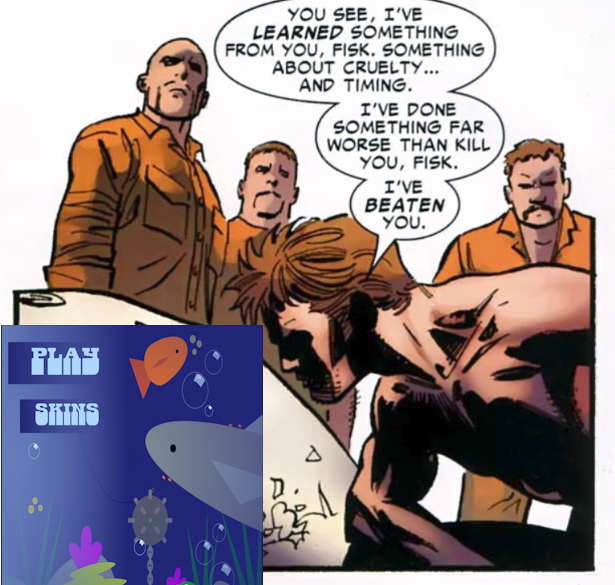 YOU SEE, I'VE
LEARNED SOMETHING
FROM YOU, FISK. SOMETHING
ABOUT CRUELTY...
AND TIMING.
I'VE DONE
SOMETHING FAR
WORSE THAN KILL
YOU, FISK.
I'VE
BEATEN
YOU.
PLAY
SKINS